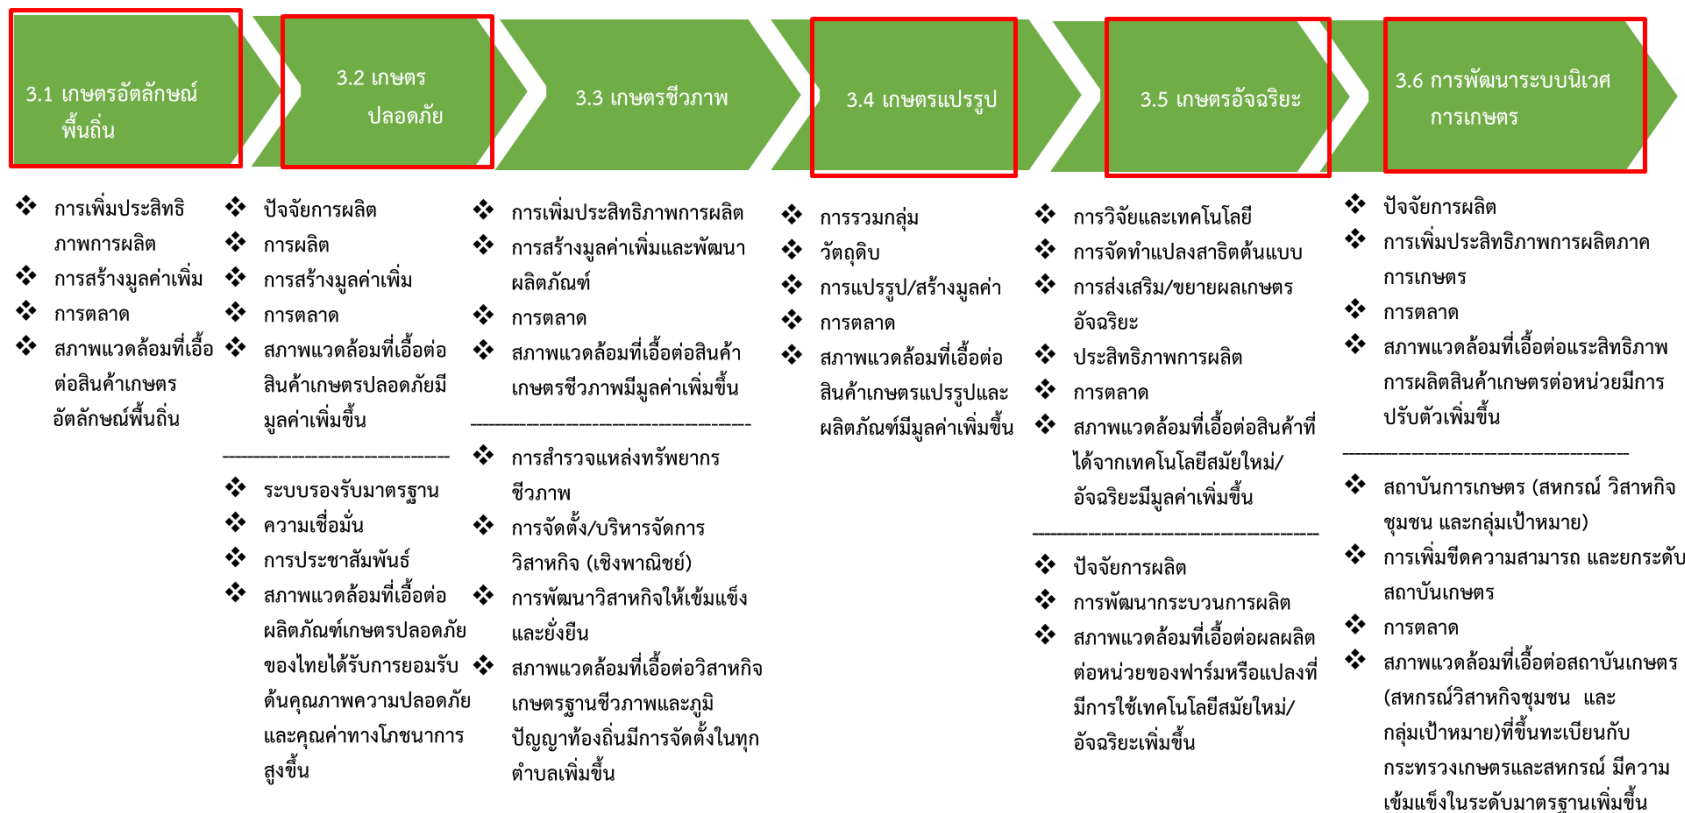 3.1 เกษตรอัตลักษณ์
พื้นถิ่น
3.2 เกษตร
ปลอดภัย
3.3 เกษตรชีวภาพ
3.4 เกษตรแปรรูป
3.5 เกษตรอัจฉริยะ
3.6 การพัฒนาระบบนิเวศ
การเกษตร
❖ การเพิ่มประสิทธิ
ภาพการผลิต
❖ การสร้างมูลค่าเพิ่ม
❖ การตลาด
❖ สภาพแวดล้อมที่เอื้อ
ต่อสินค้าเกษตร
อัตลักษณ์พื้นถิ่น
❖ ปัจจัยการผลิต
❖ การผลิต
❖ การสร้างมูลค่าเพิ่ม
❖ การตลาด
❖ สภาพแวดล้อมที่เอื้อต่อ
สินค้าเกษตรปลอดภัยมี
มูลค่าเพิ่มขึ้น
❖ ระบบรองรับมาตรฐาน
❖ ความเชื่อมั่น
❖ การประชาสัมพันธ์
❖ สภาพแวดล้อมที่เอื้อต่อ
ผลิตภัณฑ์เกษตรปลอดภัย
ของไทยได้รับการยอมรับ
ด้นคุณภาพความปลอดภัย
และคุณค่าทางโภชนาการ
สูงขึ้น
❖ การเพิ่มประสิทธิภาพการผลิต
❖ การสร้างมูลค่าเพิ่มและพัฒนา
ผลิตภัณฑ์
❖ การตลาด
❖ สภาพแวดล้อมที่เอื้อต่อสินค้า
เกษตรชีวภาพมีมูลค่าเพิ่มขึ้น
❖ การสำรวจแหล่งทรัพยากร
ชีวภาพ
❖ การจัดตั้ง/บริหารจัดการ
วิสาหกิจ (เชิงพาณิชย์)
❖ การพัฒนาวิสาหกิจให้เข้มแข็ง
และยั่งยืน
❖ สภาพแวดล้อมที่เอื้อต่อวิสาหกิจ
เกษตรฐานชีวภาพและภูมิ
ปัญญาท้องถิ่นมีการจัดตั้งในทุก
ตำบลเพิ่มขึ้น
❖ การรวมกลุ่ม
❖ วัตถุดิบ
❖ การแปรรูป/สร้างมูลค่า
❖ การตลาด
❖ สภาพแวดล้อมที่เอื้อต่อ
สินค้าเกษตรแปรรูปและ
ผลิตภัณฑ์มีมูลค่าเพิ่มขึ้น
❖ การวิจัยและเทคโนโลยี
❖ การจัดทำแปลงสาธิตต้นแบบ
❖ การส่งเสริม/ขยายผลเกษตร
อัจฉริยะ
❖ ประสิทธิภาพการผลิต
❖ การตลาด
❖ สภาพแวดล้อมที่เอื้อต่อสินค้าที่
ได้จากเทคโนโลยีสมัยใหม่/
อัจฉริยะมีมูลค่าเพิ่มขึ้น
❖ ปัจจัยการผลิต
❖ การพัฒนากระบวนการผลิต
❖ สภาพแวดล้อมที่เอื้อต่อผลผลิต
ต่อหน่วยของฟาร์มหรือแปลงที่
มีการใช้เทคโนโลยีสมัยใหม่/
อัจฉริยะเพิ่มขึ้น
❖ ปัจจัยการผลิต
❖ การเพิ่มประสิทธิภาพการผลิตภาค
การเกษตร
❖ การตลาด
❖ สภาพแวดล้อมที่เอื้อต่อแระสิทธิภาพ
การผลิตสินค้าเกษตรต่อหน่วยมีการ
ปรับตัวเพิ่มขึ้น
❖ สถาบันการเกษตร (สหกรณ์ วิสาหกิจ
ชุมชน และกลุ่มเป้าหมาย)
❖ การเพิ่มขีดความสามารถ และยกระดับ
สถาบันเกษตร
❖ การตลาด
❖ สภาพแวดล้อมที่เอื้อต่อสถาบันเกษตร
(สหกรณ์วิสาหกิจชุมชน และ
กลุ่มเป้าหมาย)ที่ขึ้นทะเบียนกับ
กระทรวงเกษตรและสหกรณ์ มีความ
เข้มแข็งในระดับมาตรฐานเพิ่มขึ้น